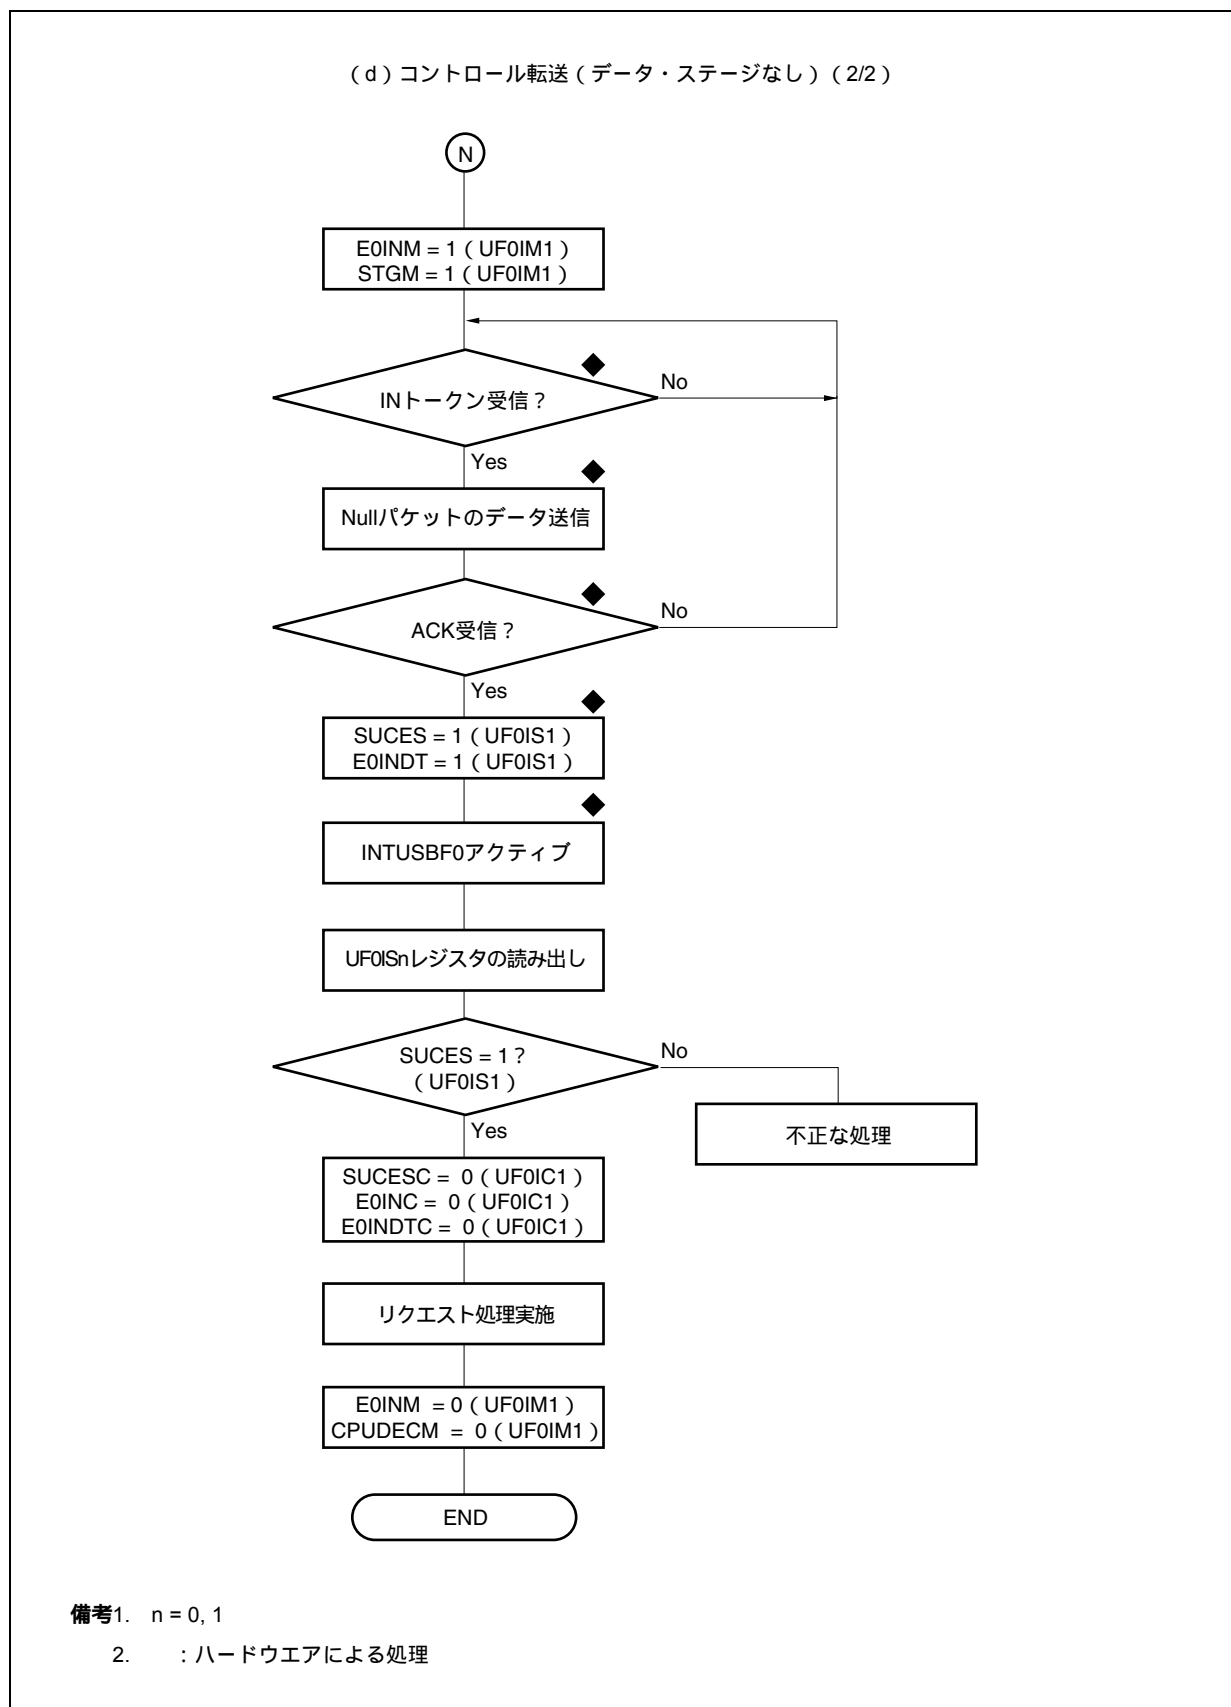 （d）コントロール転送（データ・ステージなし）（2/2）
N
E0INM = 1（UF0IM1）
STGM = 1（UF0IM1）
INトークン受信？
No
Yes
Nullパケットのデータ送信
ACK受信？
No
Yes
SUCES = 1（UF0IS1）
E0INDT = 1（UF0IS1）
INTUSBF0アクティブ
UF0ISnレジスタの読み出し
SUCES = 1？
（UF0IS1）
No
Yes
不正な処理
SUCESC = 0（UF0IC1）
E0INC = 0（UF0IC1）
E0INDTC = 0（UF0IC1）
リクエスト処理実施
E0INM = 0（UF0IM1）
CPUDECM = 0（UF0IM1）
END
備考1. n = 0, 1
2. ：ハードウエアによる処理